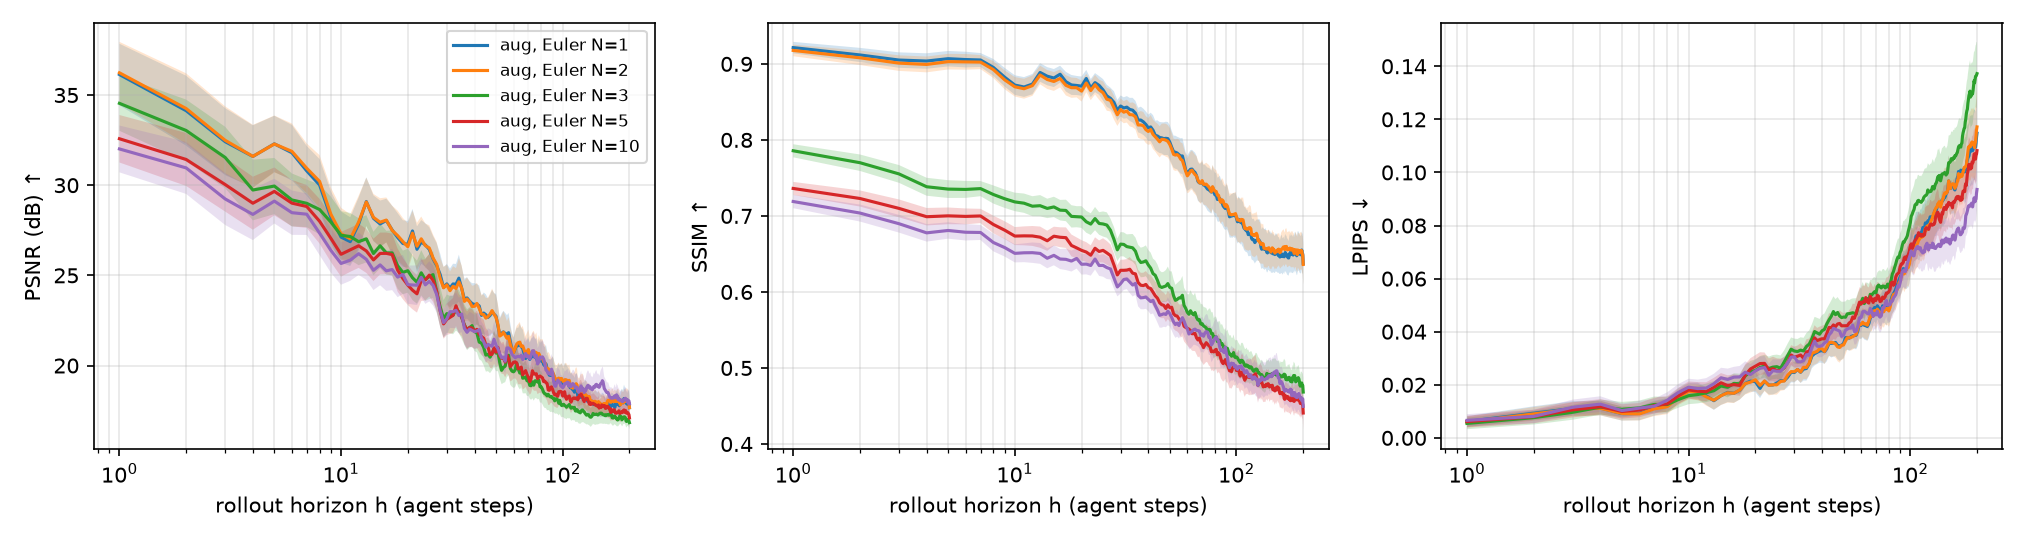 PSNR (dB) ↑
35
30
25
20
10⁰
10¹
10²
rollout horizon h (agent steps)
aug, Euler N=1
aug, Euler N=2
aug, Euler N=3
aug, Euler N=5
aug, Euler N=10
SSIM ↑
0.9
0.8
0.7
0.6
0.5
0.4
10⁰
10¹
10²
rollout horizon h (agent steps)
LPIPS ↓
0.14
0.12
0.10
0.08
0.06
0.04
0.02
0.00
10⁰
10¹
10²
rollout horizon h (agent steps)